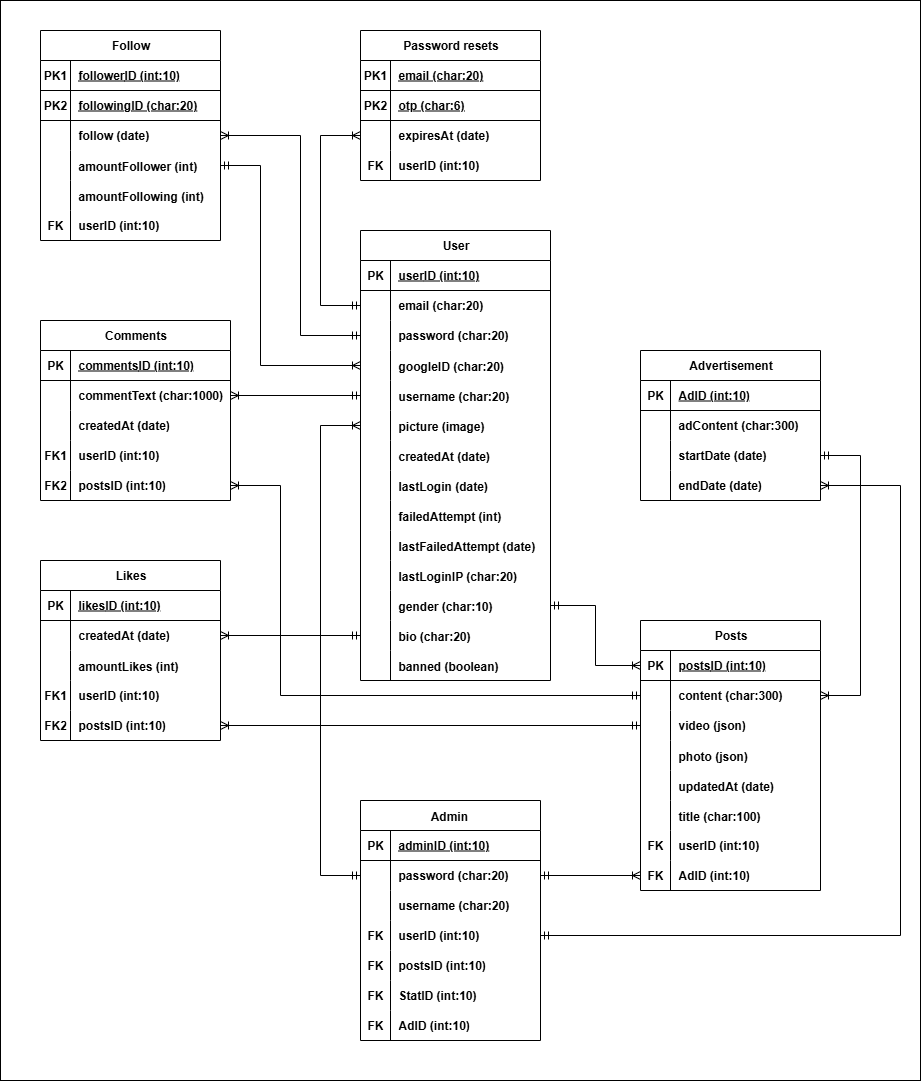 Follow
PK1 followerID (int:10)
PK2 followingID (char:20)
follow (date)
amountFollower (int)
amountFollowing (int)
FK userID (int:10)
Password resets
PK1 email (char:20)
PK2 otp (char:6)
expiresAt (date)
FK userID (int:10)
User
PK userID (int:10)
email (char:20)
password (char:20)
googleID (char:20)
username (char:20)
picture (image)
createdAt (date)
lastLogin (date)
failedAttempt (int)
lastFailedAttempt (date)
lastLoginIP (char:20)
gender (char:10)
bio (char:20)
banned (boolean)
Comments
PK commentsID (int:10)
commentText (char:1000)
createdAt (date)
FK1 userID (int:10)
FK2 postsID (int:10)
Advertisement
PK AdID (int:10)
adContent (char:300)
startDate (date)
endDate (date)
Likes
PK likesID (int:10)
createdAt (date)
amountLikes (int)
FK1 userID (int:10)
FK2 postsID (int:10)
Posts
PK postsID (int:10)
content (char:300)
video (json)
photo (json)
updatedAt (date)
title (char:100)
FK userID (int:10)
FK AdID (int:10)
Admin
PK adminID (int:10)
password (char:20)
username (char:20)
FK userID (int:10)
FK postsID (int:10)
FK StatID (int:10)
FK AdID (int:10)